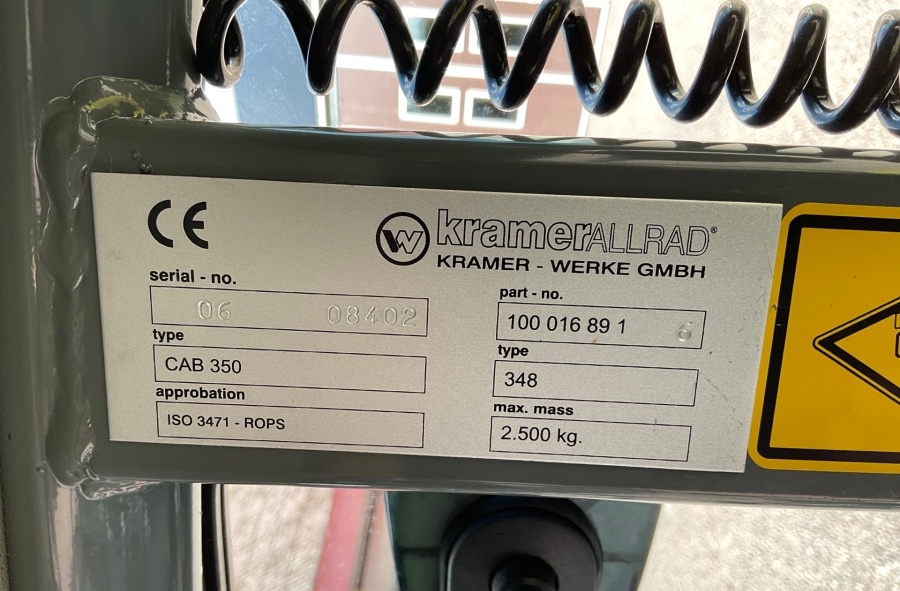 CE
kramerALLRAD®
KRAMER - WERKE GMBH
serial - no.
06 08402
type
CAB 350
approbation
ISO 3471 - ROPS
part - no.
100 016 89 1 6
type
348
max. mass
2.500 kg.